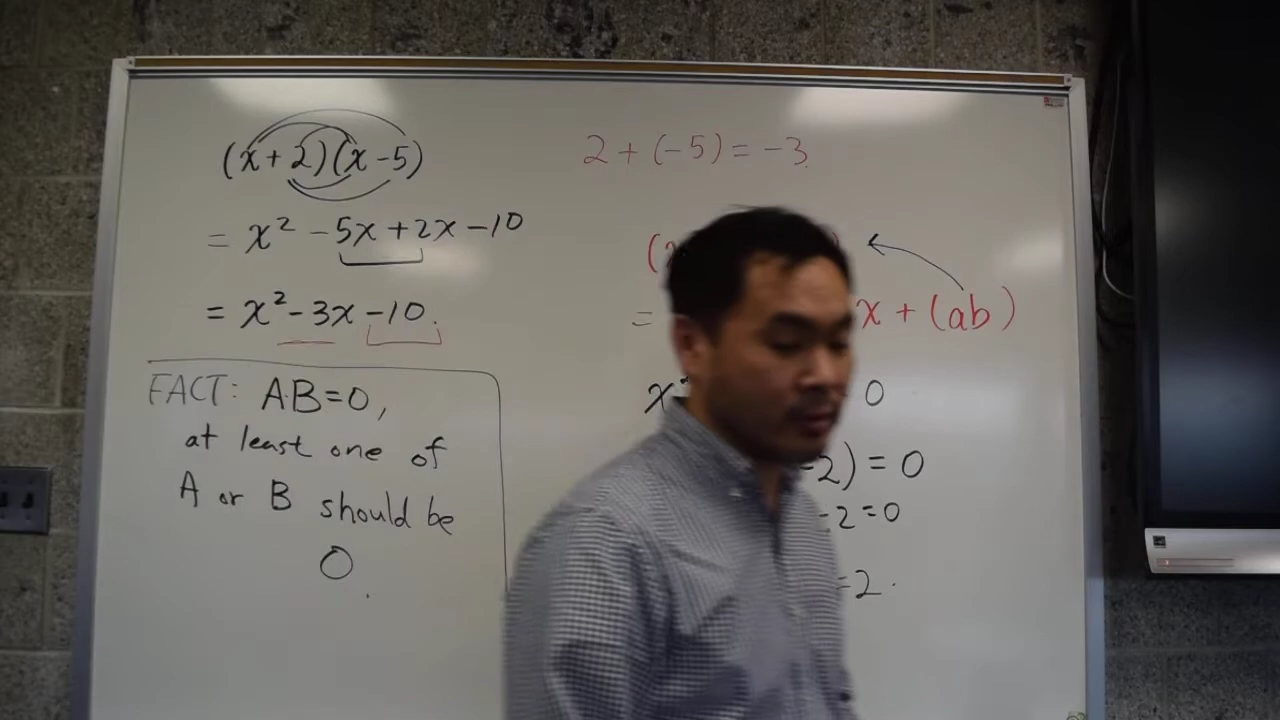 (x+2)(x-5)
= x² -5x+2x-10
= x²-3x-10.
FACT: A·B=0,
at least one of
A or B should be
0.
2+(-5)=-3.
(
= x + (ab)
x² 0
-2)=0
-2=0
=2.